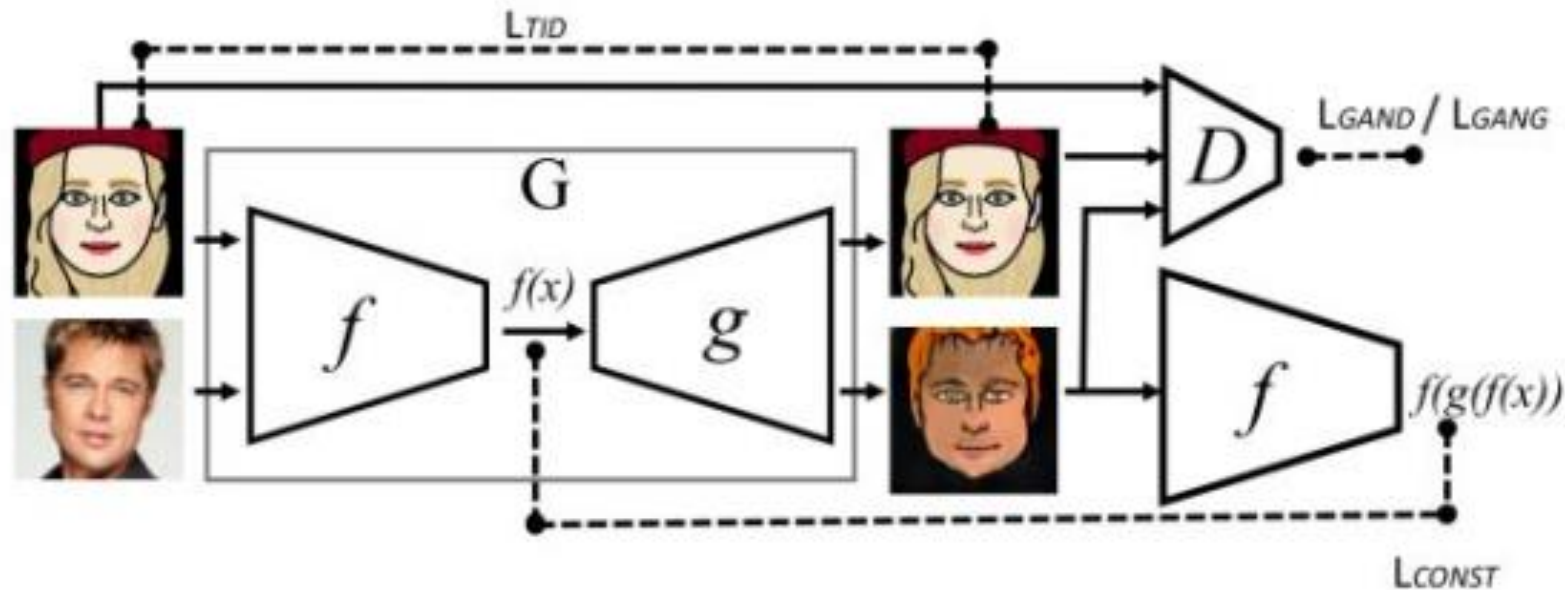 LTID
LGAND / LGANG
G
D
f(x)
f
g
f
f(g(f(x))
LCONST